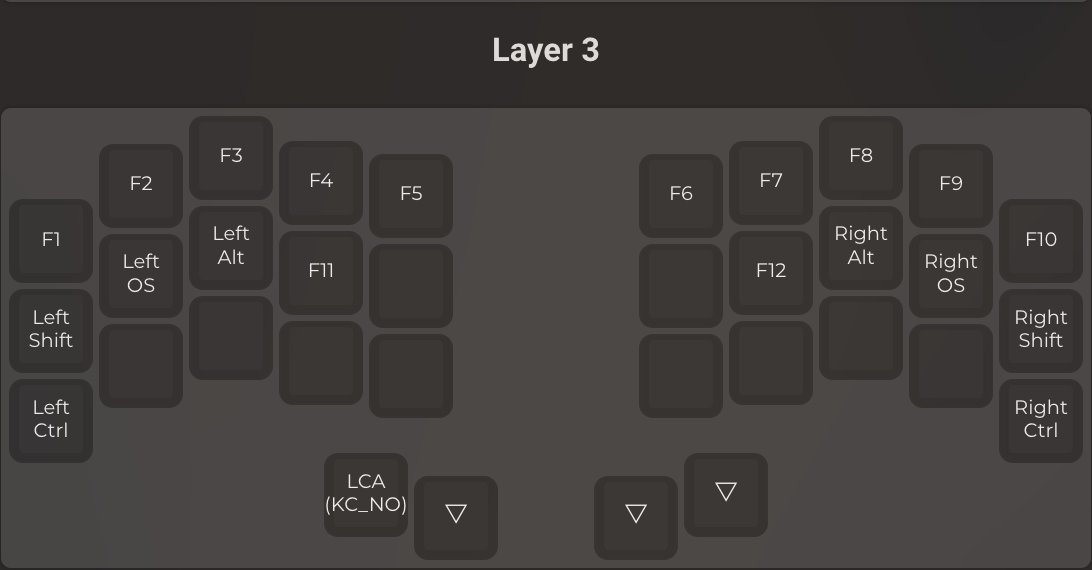 Layer 3
F1
F2
F3
F4
F5
F6
F7
F8
F9
F10
Left
Shift
Left
OS
Left
Alt
F11
F12
Right
Alt
Right
OS
Right
Shift
Left
Ctrl
Right
Ctrl
LCA
(KC_NO)
▽
▽
▽